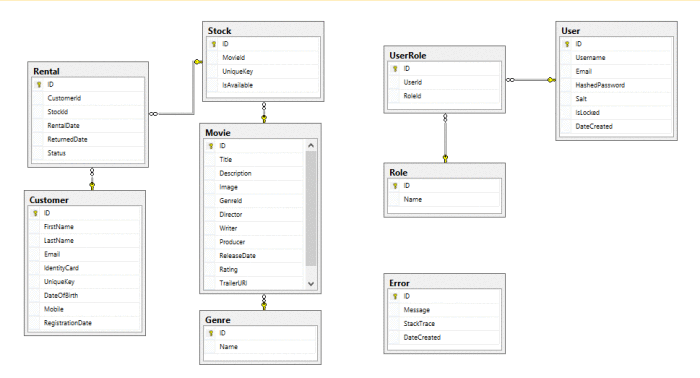 Stock
ID
MovieId
UniqueKey
IsAvailable
Rental
ID
CustomerId
StockId
RentalDate
ReturnedDate
Status
Customer
ID
FirstName
LastName
Email
IdentityCard
UniqueKey
DateOfBirth
Mobile
RegistrationDate
Movie
ID
Title
Description
Image
GenreId
Director
Writer
Producer
ReleaseDate
Rating
TrailerURI
Genre
ID
Name
UserRole
ID
UserId
RoleId
User
ID
Username
Email
HashedPassword
Salt
IsLocked
DateCreated
Role
ID
Name
Error
ID
Message
StackTrace
DateCreated